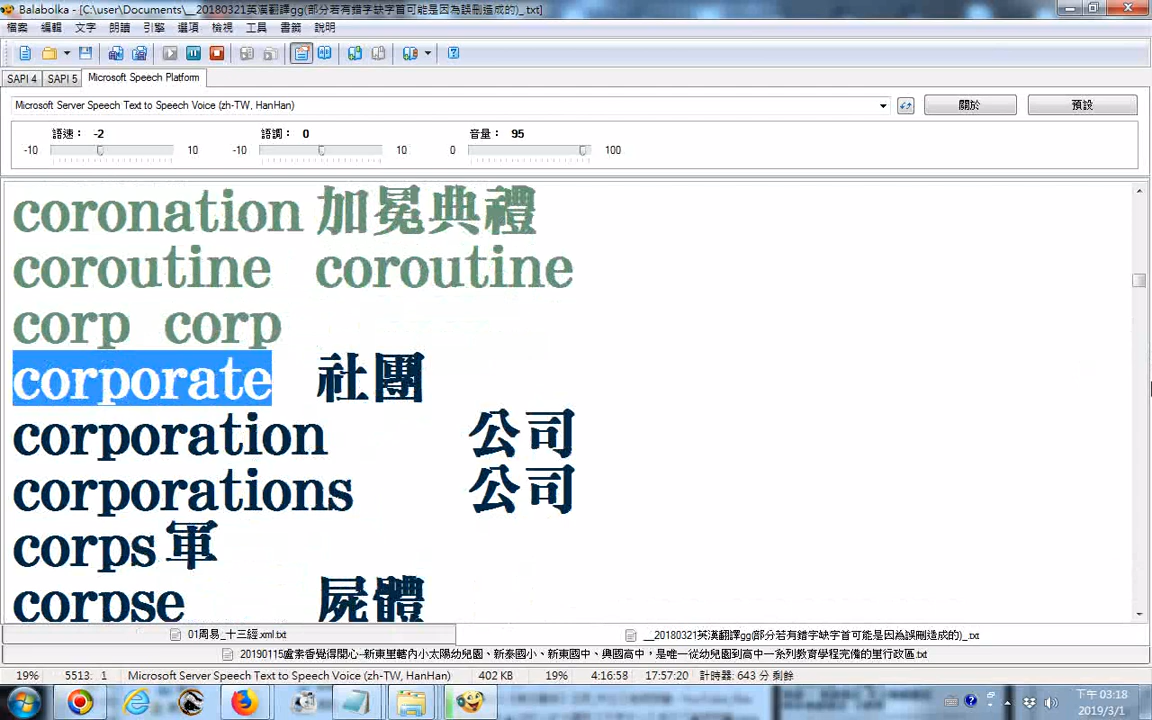 Balabolka - [C:\user\Documents\__20180321英漢翻譯gg(部分若有錯字缺字首可能是因為誤刪造成的)_.txt]
檔案 編輯 文字 朗讀 引擎 選項 檢視 工具 書籤 說明
SAPI 4 SAPI 5 Microsoft Speech Platform
Microsoft Server Speech Text to Speech Voice (zh-TW, HanHan) 關於 預設
語速： -2 語調： 0 音量： 95
-10 10 -10 10 0 100
coronation 加冕典禮
coroutine coroutine
corp corp
corporate 社團
corporation 公司
corporations 公司
corps 軍
corpse 屍體
01周易_十三經.xml.txt __20180321英漢翻譯gg(部分若有錯字缺字首可能是因為誤刪造成的)_.txt
20190115盧素香覺得開心-新東里轄內小太陽幼兒園、新泰國小、新東國中、興國高中，是唯一從幼兒園到高中一系列教育學程完備的里行政區.txt
19% 5513: 1 Microsoft Server Speech Text to Speech Voice (zh-TW, HanHan) 402 KB 19% 4:16:58 17:57:20 計時器: 643 分 剩餘
下午 03:18
2019/3/1